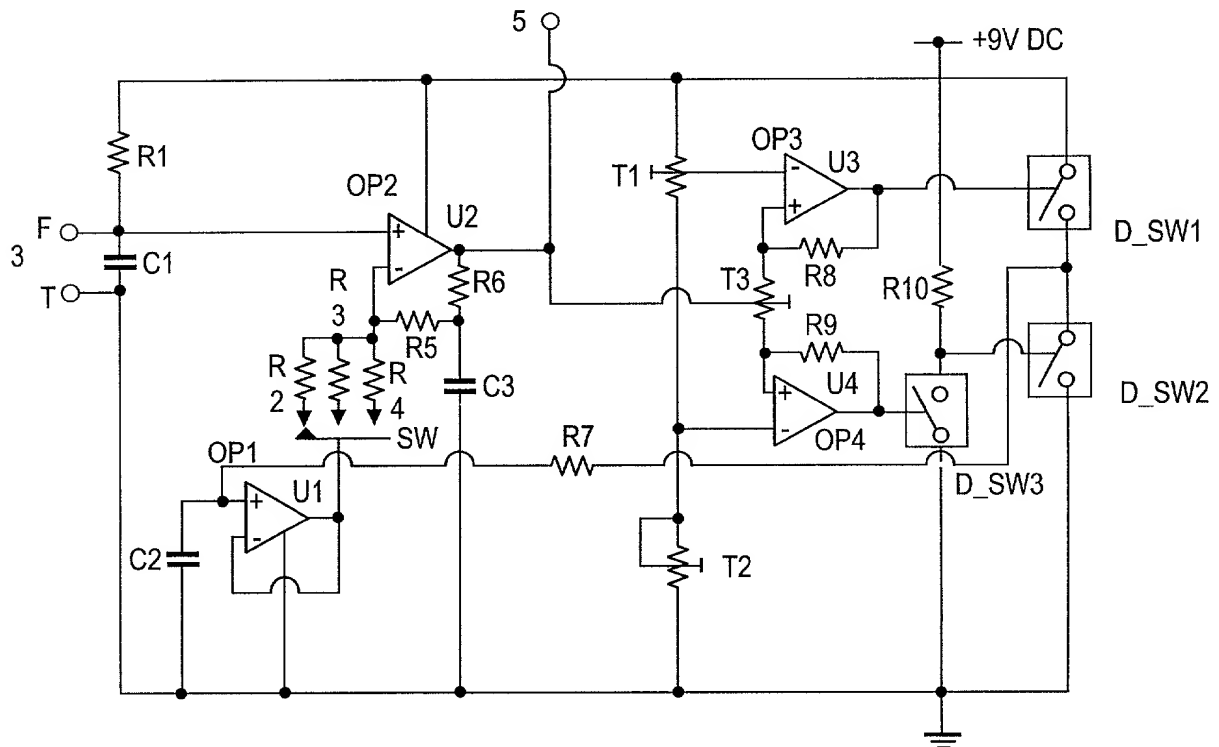 5
+9V DC
R1
OP2
U2
OP3
U3
T1
-
+
D_SW1
F
3
T
C1
+
-
R6
R8
T3
R10
R
3
R5
R9
R
2
R
4
C3
+
-
U4
OP4
D_SW2
SW
R7
OP1
U1
D_SW3
+
-
C2
T2